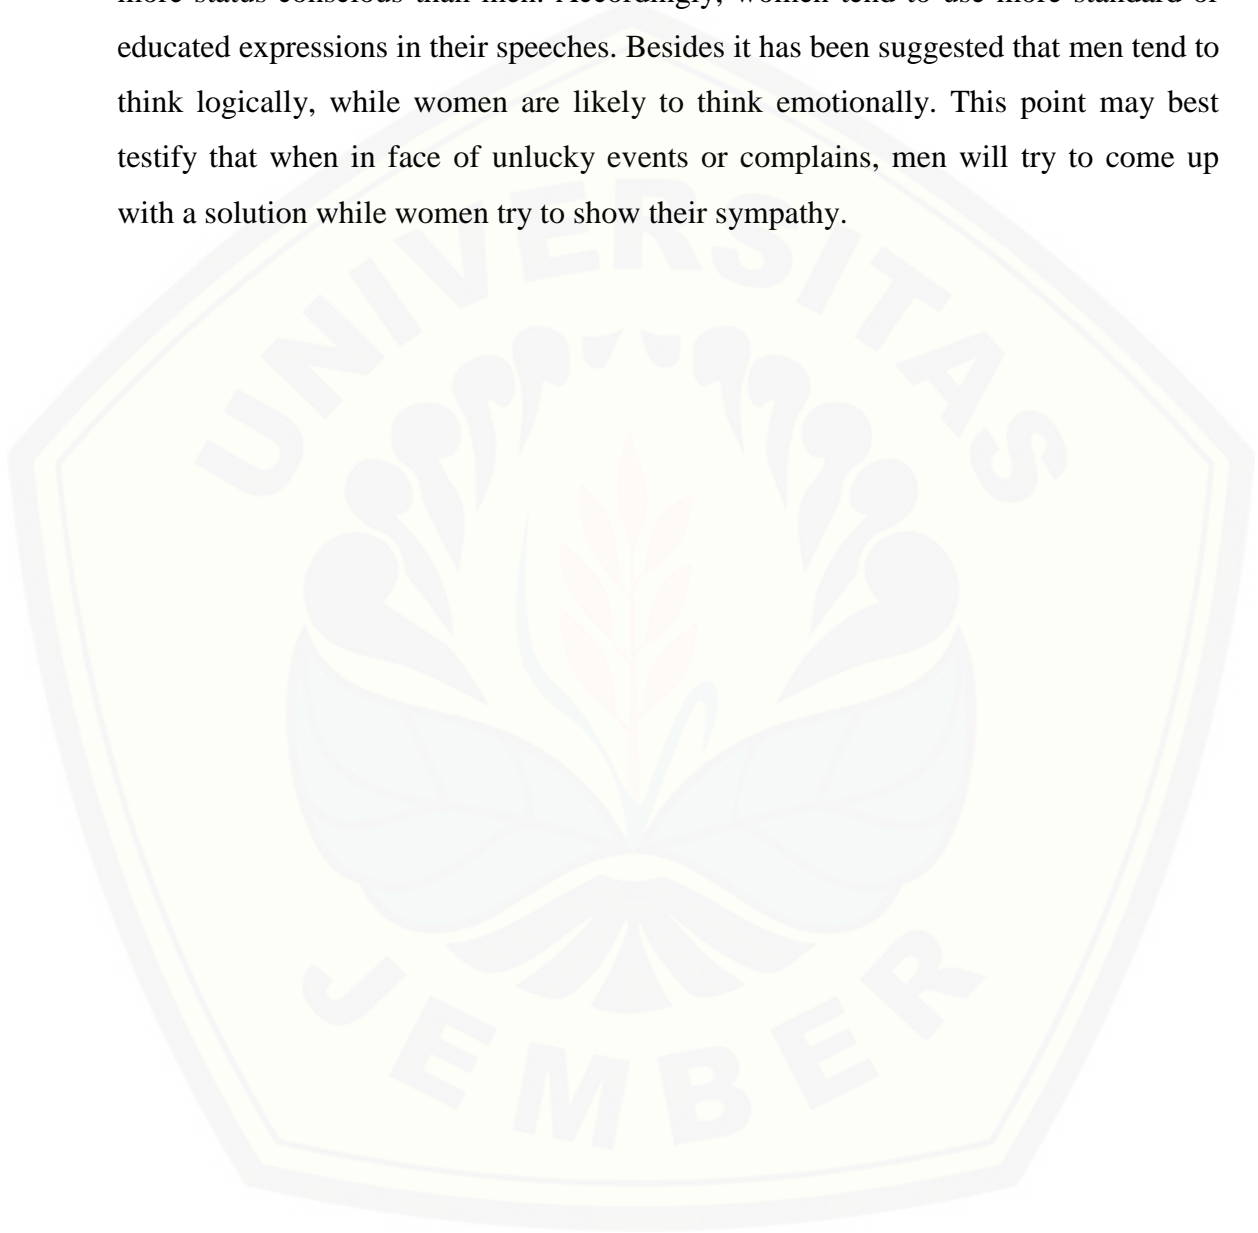 more status conscious than men. Accordingly, women tend to use more standard or
educated expressions in their speeches. Besides it has been suggested that men tend to
think logically, while women are likely to think emotionally. This point may best
testify that when in face of unlucky events or complains, men will try to come up
with a solution while women try to show their sympathy.
UNIVERSITAS
JEMBER